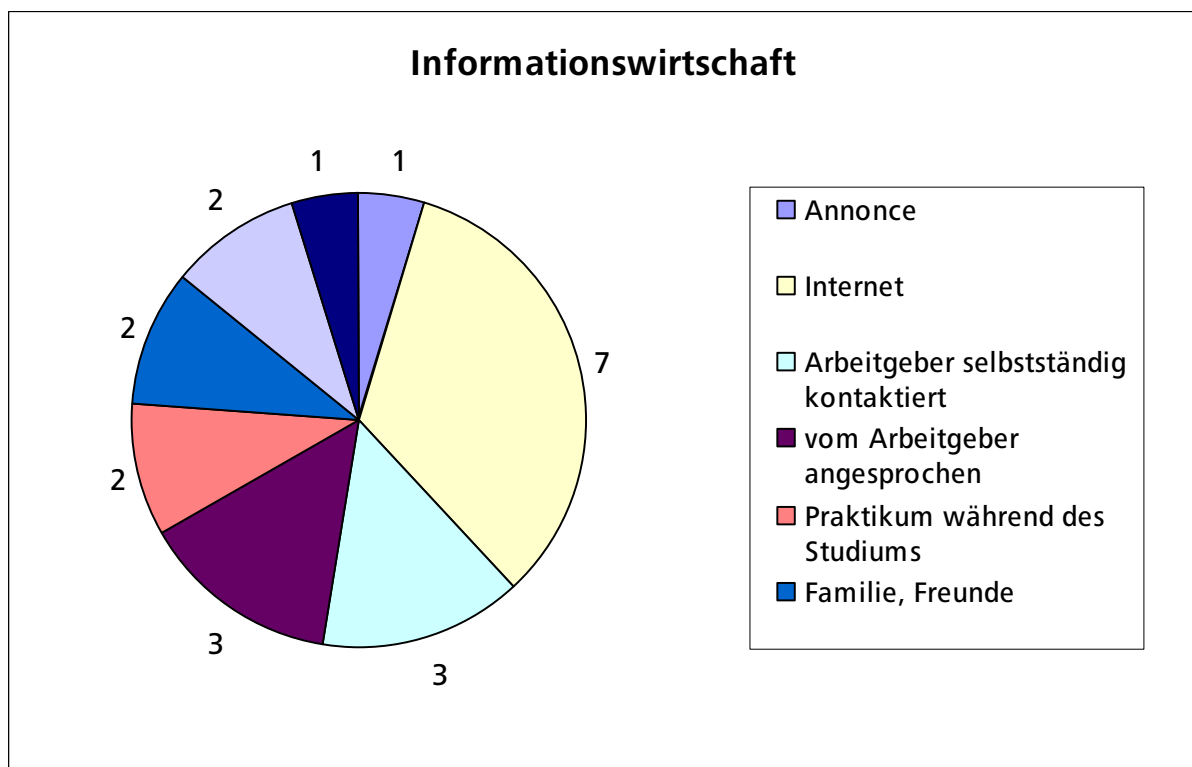 Informationswirtschaft
1
1
2
2
7
2
3
3
Annonce
Internet
Arbeitgeber selbstständig
kontaktiert
vom Arbeitgeber
angesprochen
Praktikum während des
Studiums
Familie, Freunde